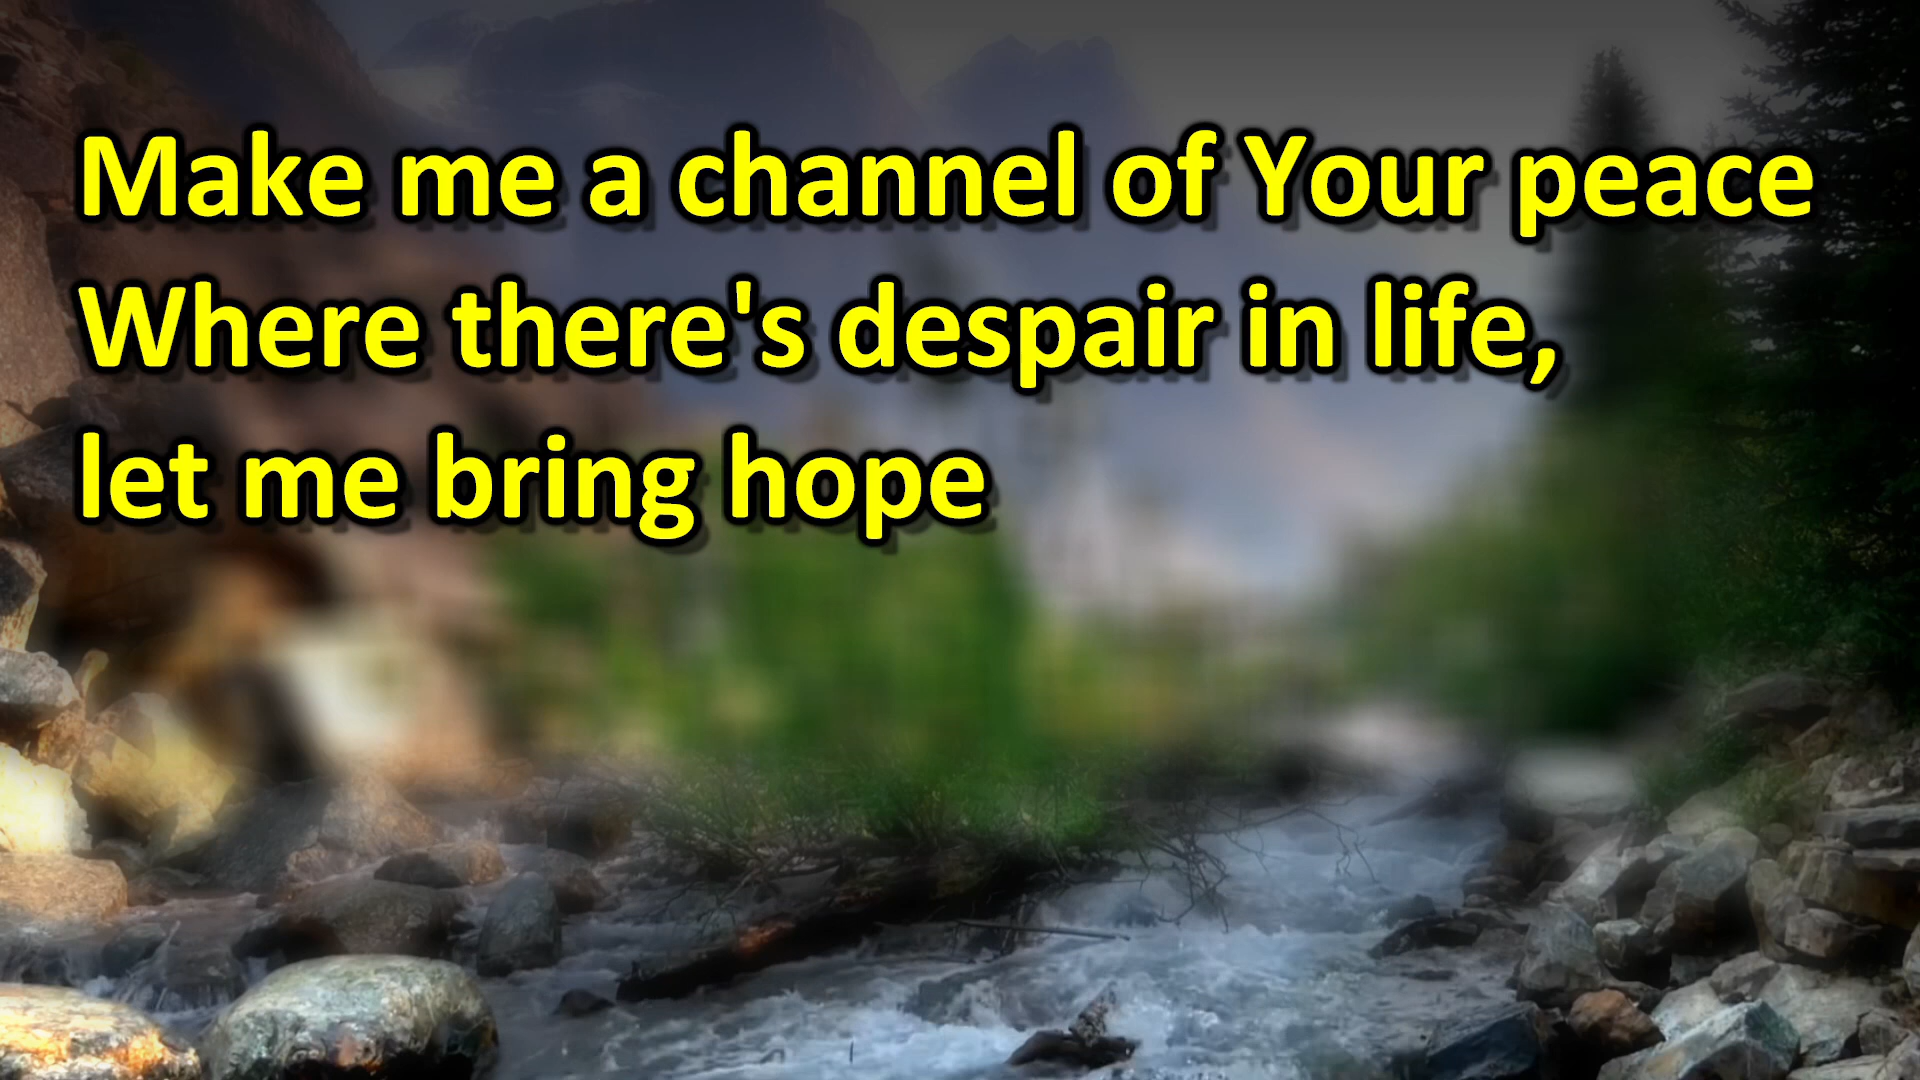 Make me a channel of Your peace
Where there's despair in life,
let me bring hope